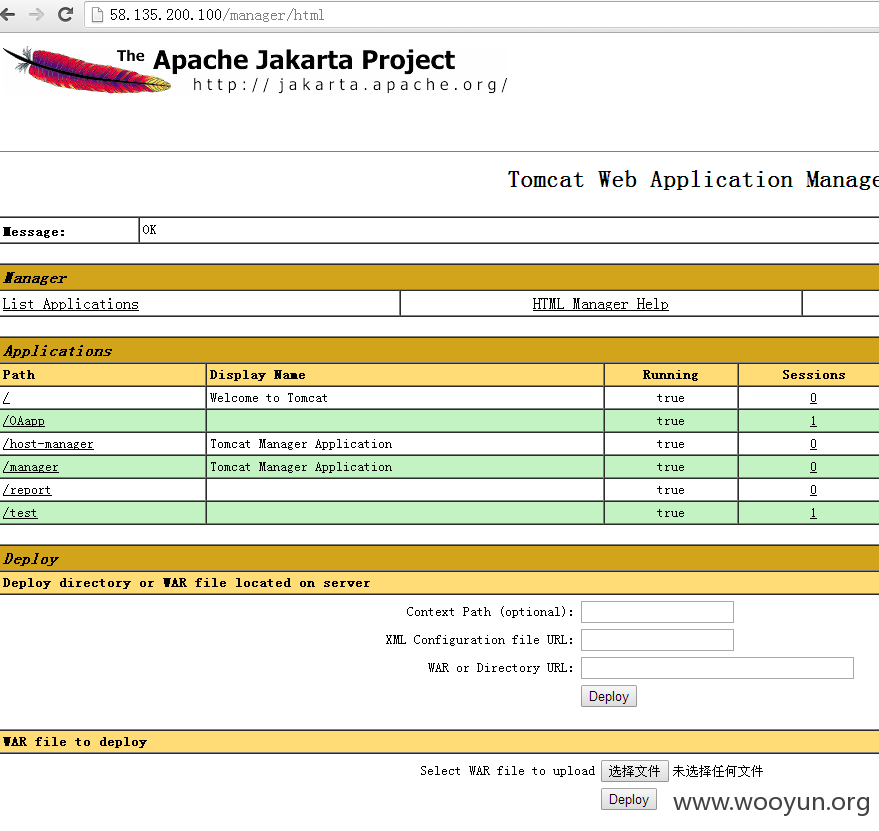 58.135.200.100/manager/html
The Apache Jakarta Project
http://jakarta.apache.org/
Tomcat Web Application Manage
Message: OK
Manager
List Applications HTML Manager Help
Applications
Path Display Name Running Sessions
/ Welcome to Tomcat true 0
/OAapp true 1
/host-manager Tomcat Manager Application true 0
/manager Tomcat Manager Application true 0
/report true 0
/test true 1
Deploy
Deploy directory or WAR file located on server
Context Path (optional):
XML Configuration file URL:
WAR or Directory URL:
Deploy
WAR file to deploy
Select WAR file to upload 选择文件 未选择任何文件
Deploy
www.wooyun.org